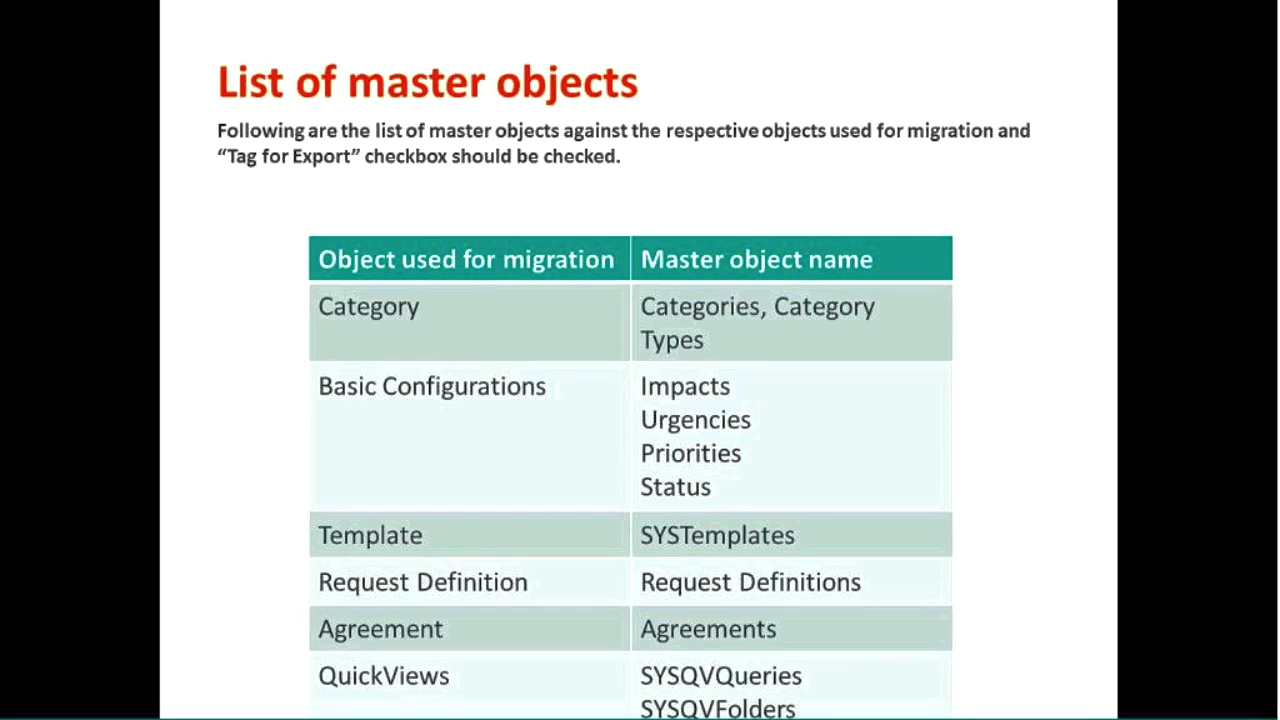 List of master objects
Following are the list of master objects against the respective objects used for migration and
“Tag for Export” checkbox should be checked.
Object used for migration Master object name
Category Categories, Category
Types
Basic Configurations Impacts
Urgencies
Priorities
Status
Template SYSTemplates
Request Definition Request Definitions
Agreement Agreements
QuickViews SYSQVQueries
SYSQVFolders